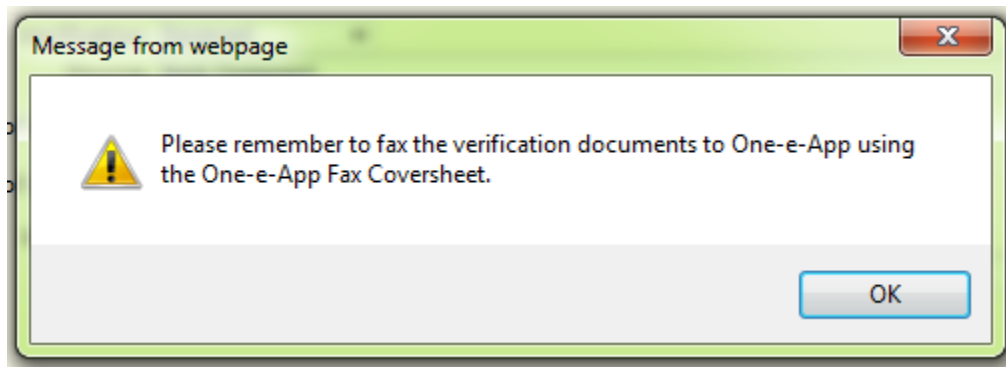 Message from webpage
Please remember to fax the verification documents to One-e-App using
the One-e-App Fax Coversheet.
OK